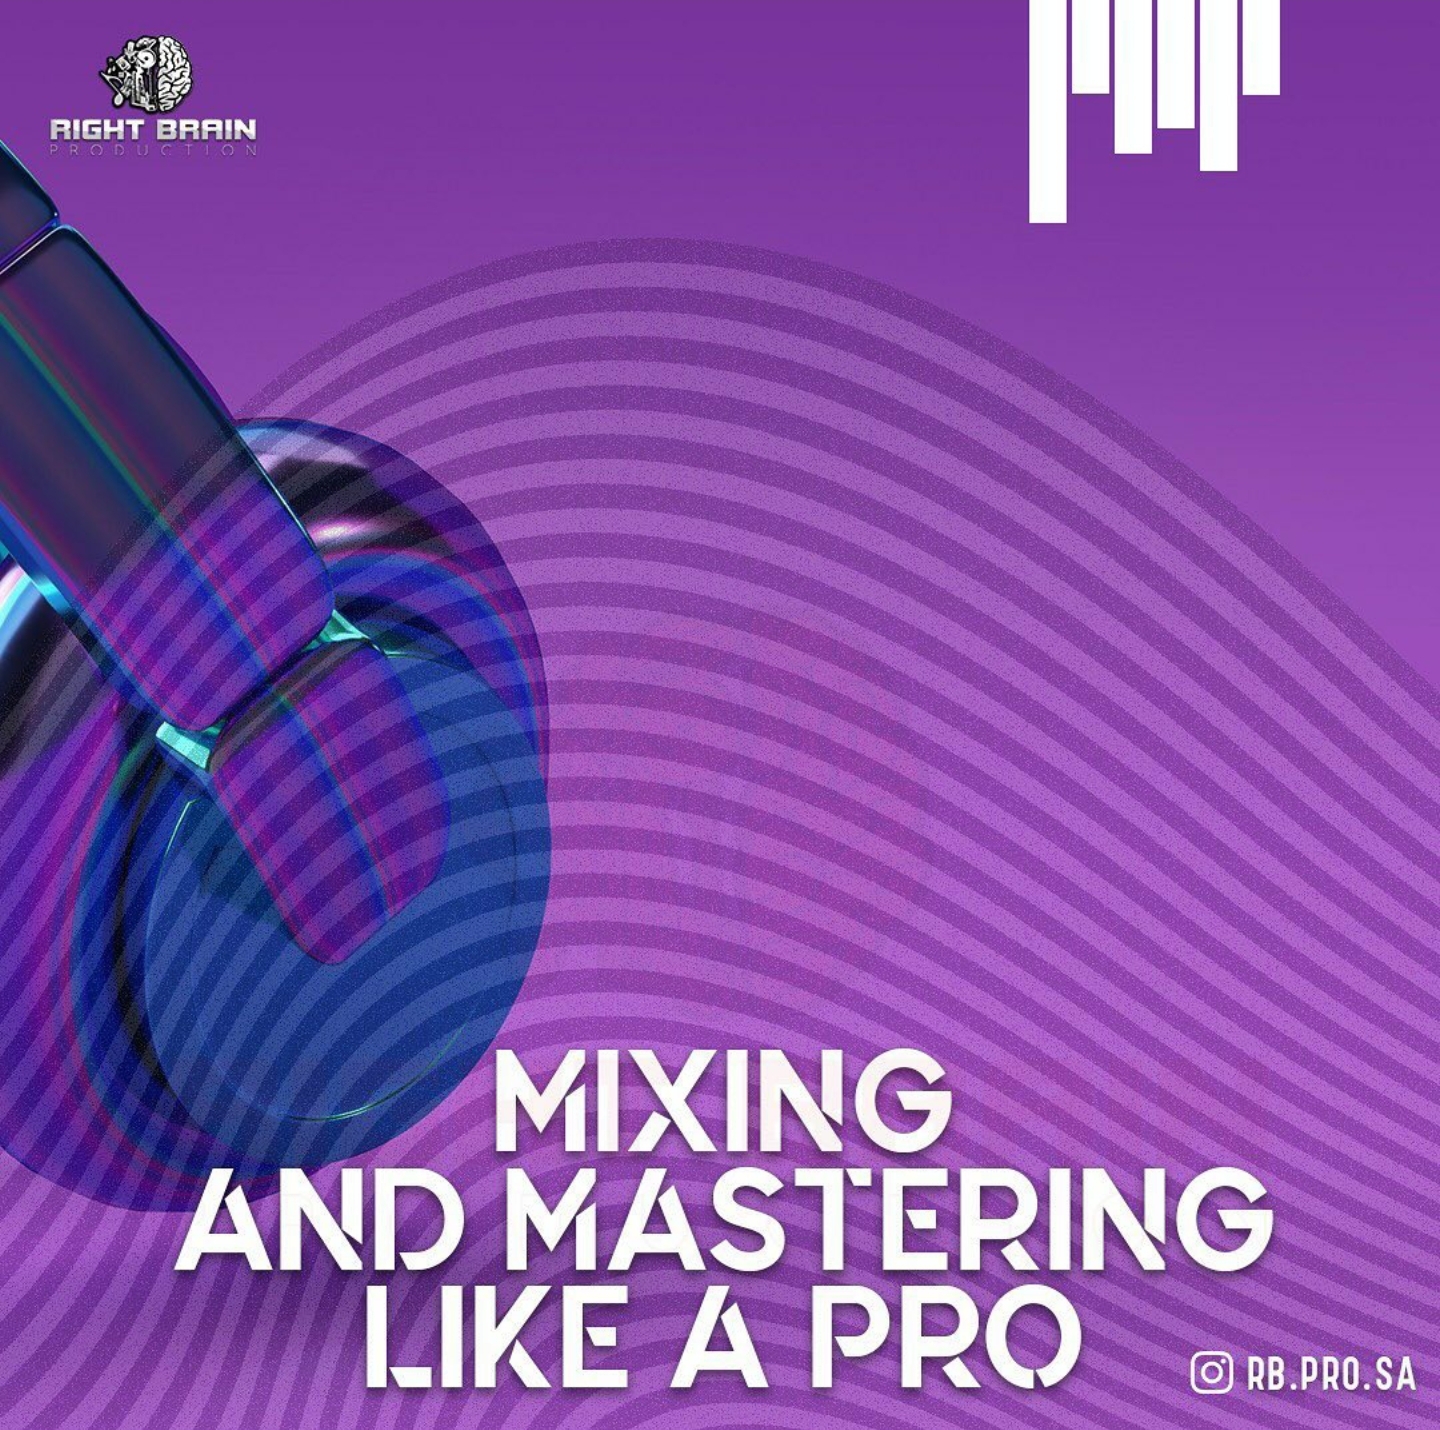 RIGHT BRAIN
PRODUCTION
MIXING
AND MASTERING
LIKE A PRO
RB.PRO.SA